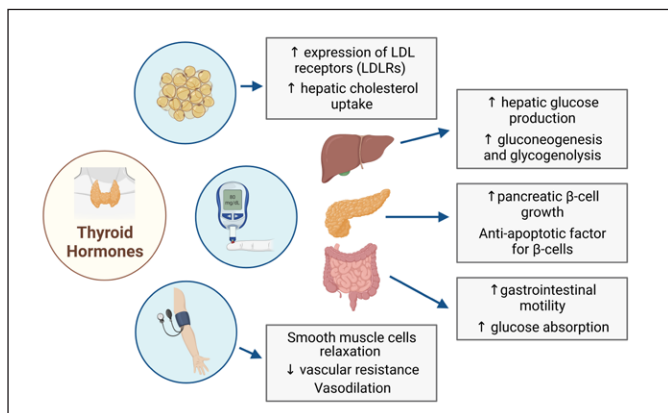 ↑ expression of LDL
receptors (LDLRs)
↑ hepatic cholesterol
uptake
↑ hepatic glucose
production
↑ gluconeogenesis
and glycogenolysis
Thyroid
Hormones
↑pancreatic β-cell
growth
Anti-apoptotic factor
for β-cells
↑gastrointestinal
motility
↑ glucose absorption
Smooth muscle cells
relaxation
↓ vascular resistance
Vasodilation